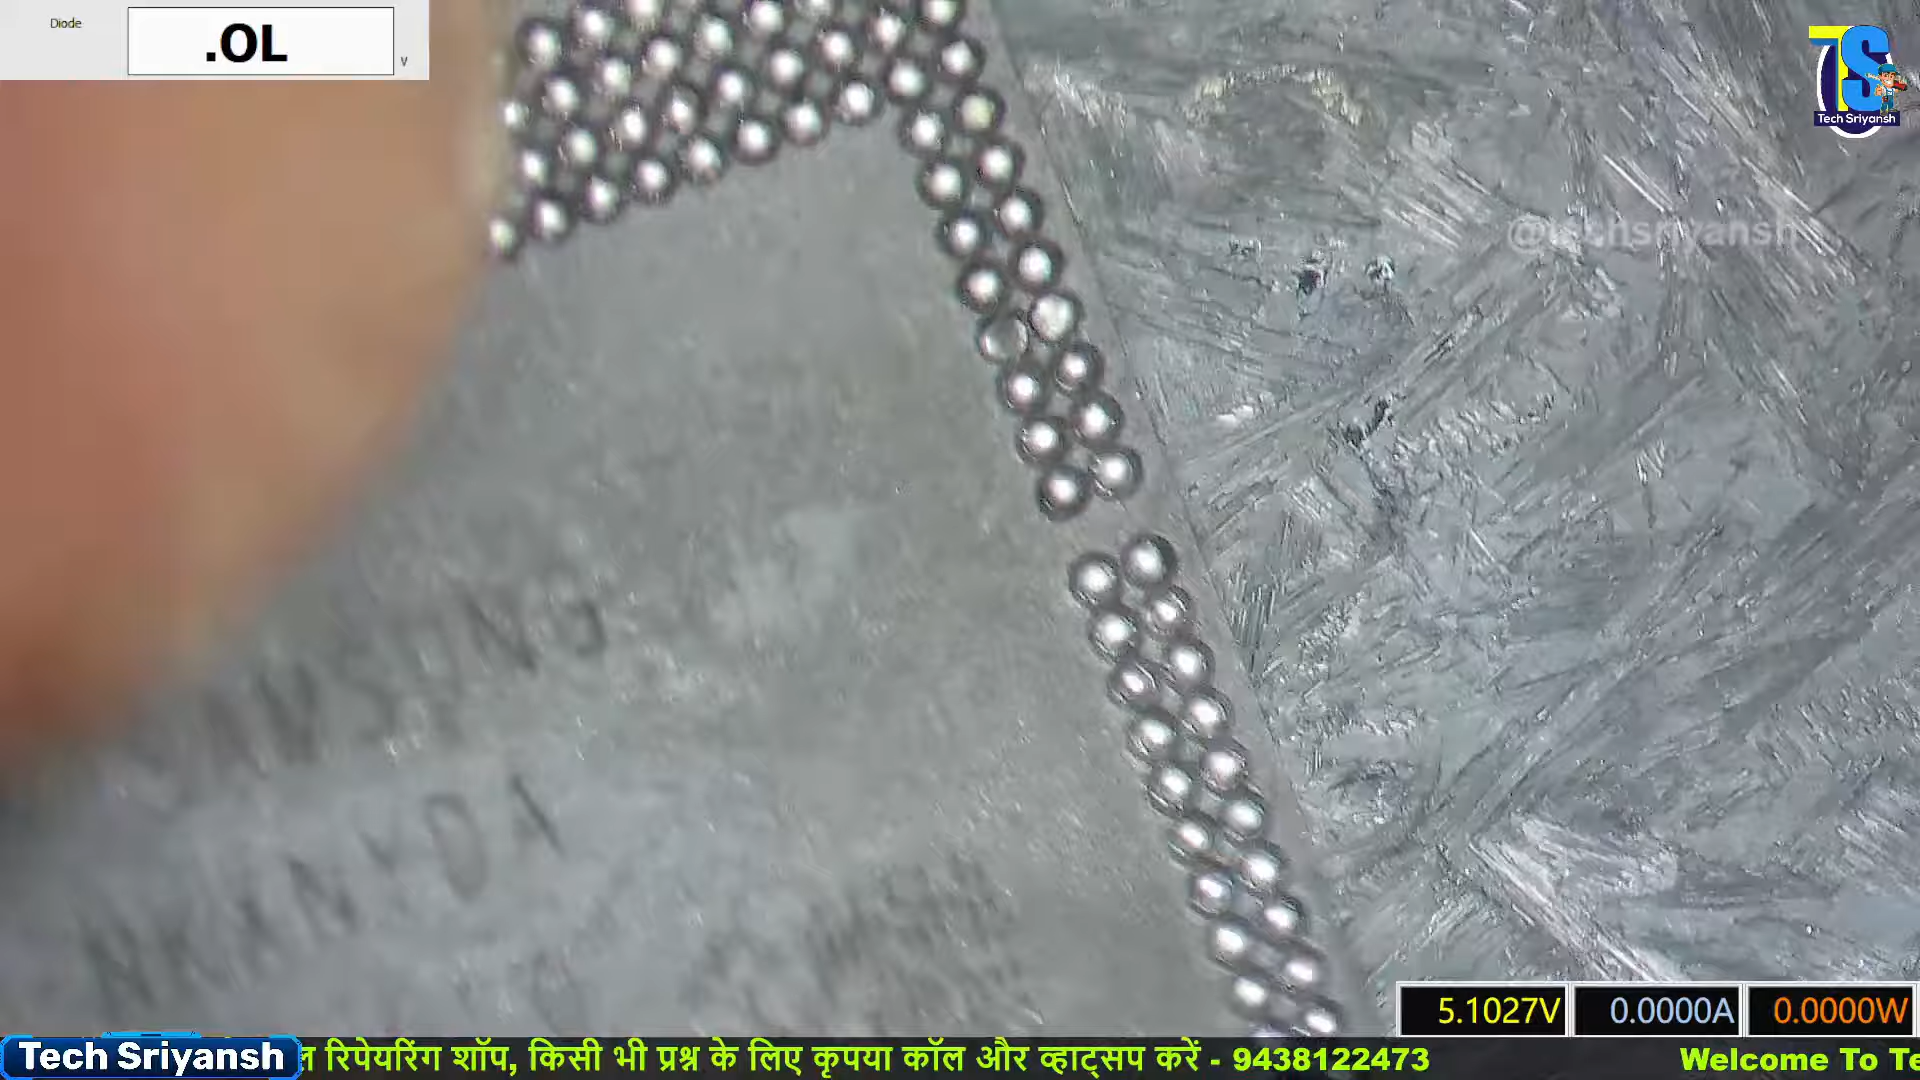 Diode
.OL
v
TS
Tech Sriyansh
@techsriyansh
SAMSUNG
5.1027V
0.0000A
0.0000W
Tech Sriyansh
ल रिपेयरिंग शॉप, किसी भी प्रश्न के लिए कृपया कॉल और व्हाट्सप करें - 9438122473
Welcome To Te